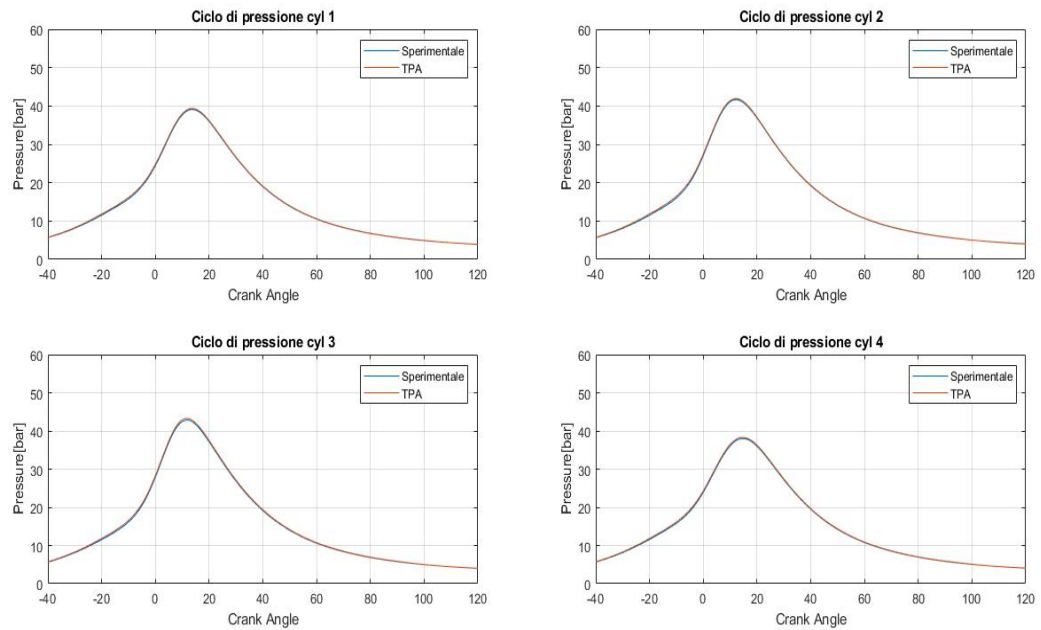 Ciclo di pressione cyl 1
60
50
40
30
20
10
0
Pressure[bar]
Sperimentale
TPA
-40 -20 0 20 40 60 80 100 120
Crank Angle
Ciclo di pressione cyl 2
60
50
40
30
20
10
0
Pressure[bar]
Sperimentale
TPA
-40 -20 0 20 40 60 80 100 120
Crank Angle
Ciclo di pressione cyl 3
60
50
40
30
20
10
0
Pressure[bar]
Sperimentale
TPA
-40 -20 0 20 40 60 80 100 120
Crank Angle
Ciclo di pressione cyl 4
60
50
40
30
20
10
0
Pressure[bar]
Sperimentale
TPA
-40 -20 0 20 40 60 80 100 120
Crank Angle